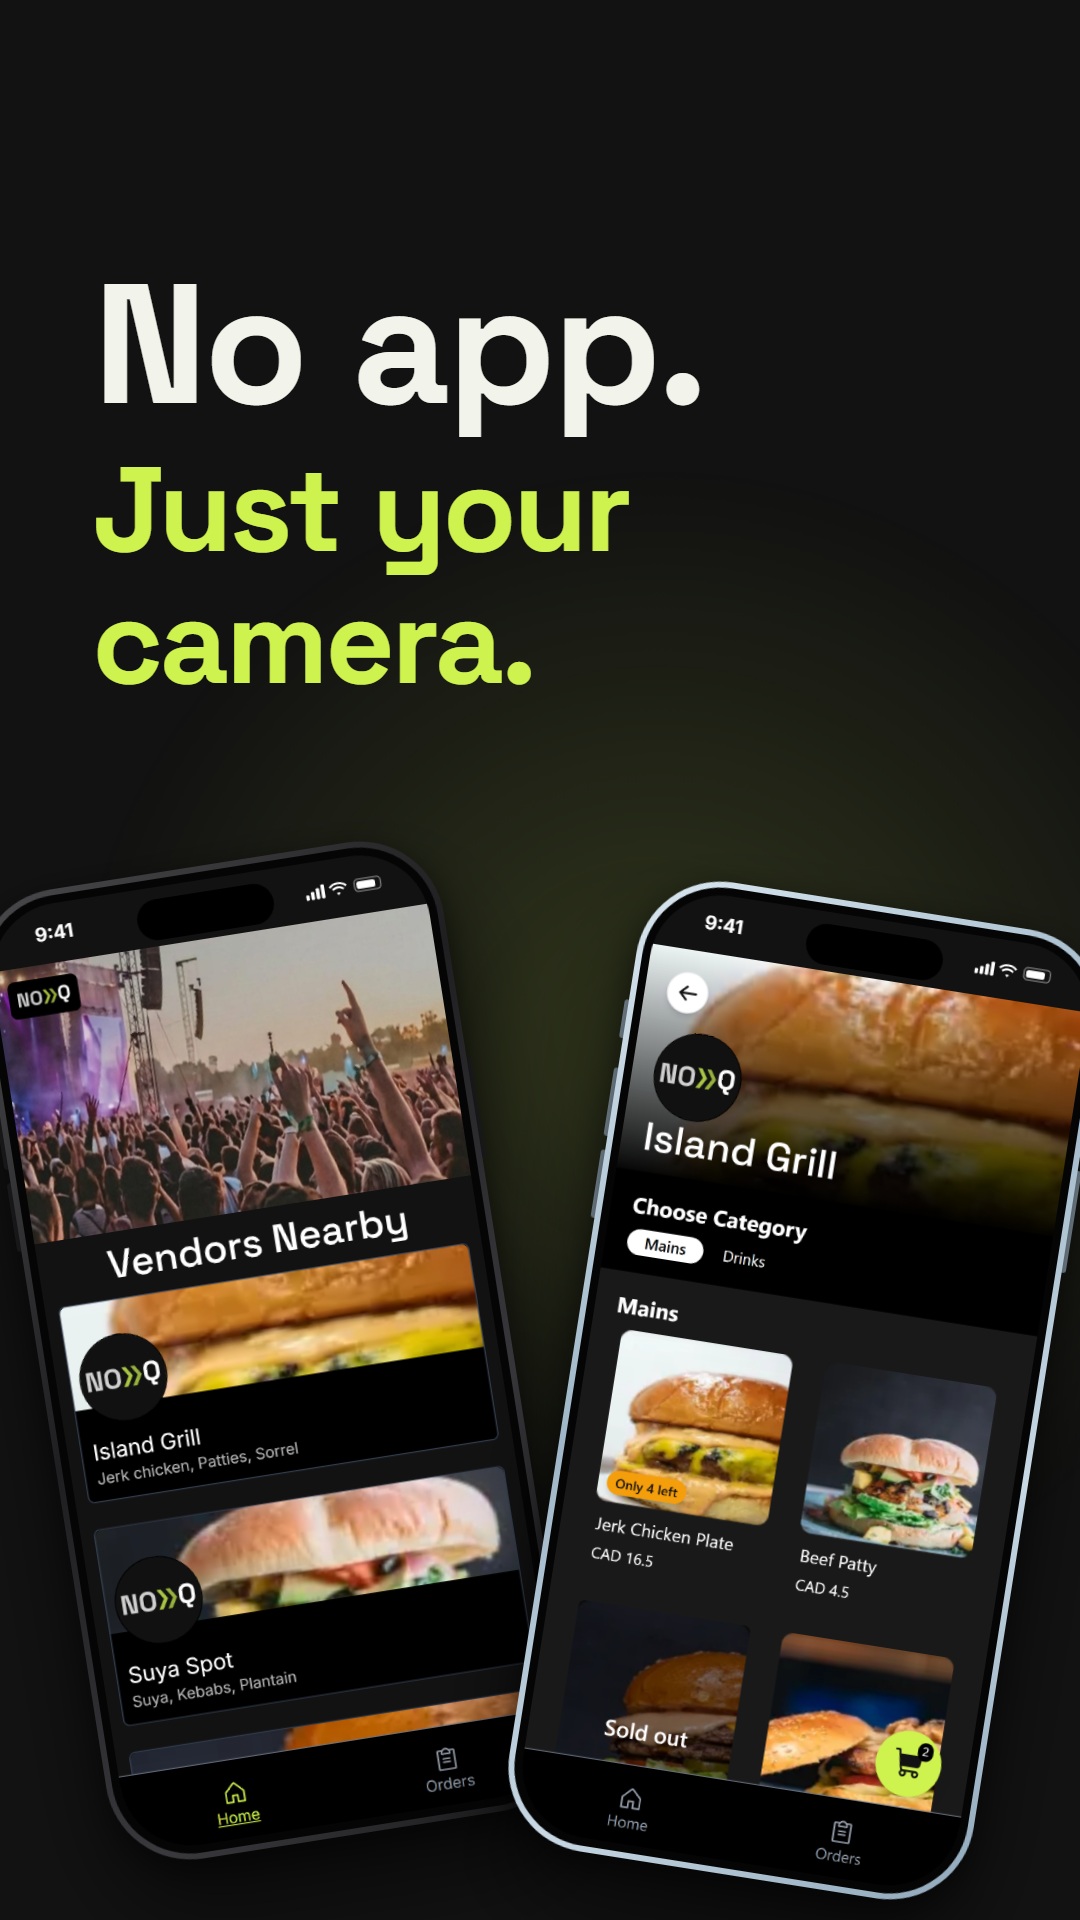 No app.
Just your
camera.
9:41
NO»Q
Vendors Nearby
NO»Q
Island Grill
Jerk chicken, Patties, Sorrel
NO»Q
Suya Spot
Suya, Kebabs, Plantain
Home
Orders
9:41
NO»Q
Island Grill
Choose Category
Mains
Drinks
Mains
Only 4 left
Jerk Chicken Plate
CAD 16.5
Beef Patty
CAD 4.5
Sold out
2
Home
Orders